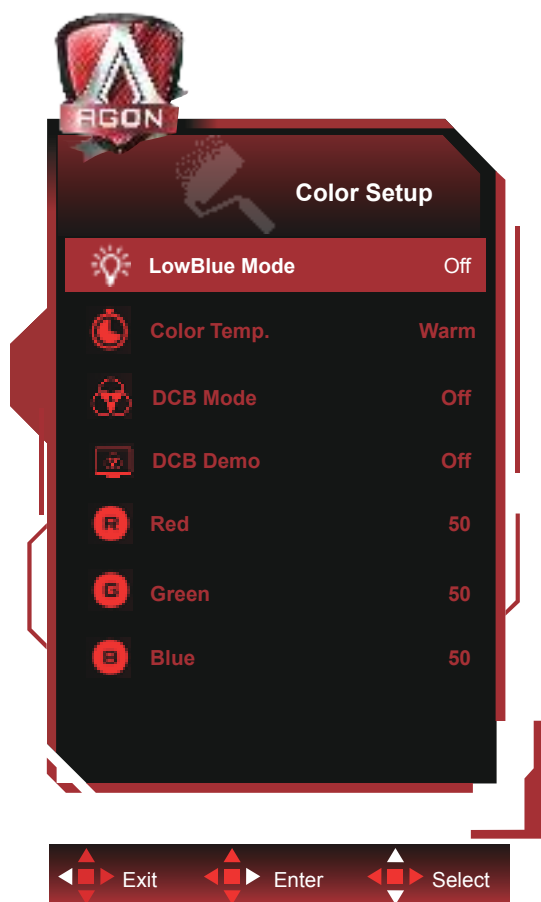 AGON
Color Setup
LowBlue Mode Off
Color Temp. Warm
DCB Mode Off
DCB Demo Off
R Red 50
G Green 50
B Blue 50
Exit Enter Select